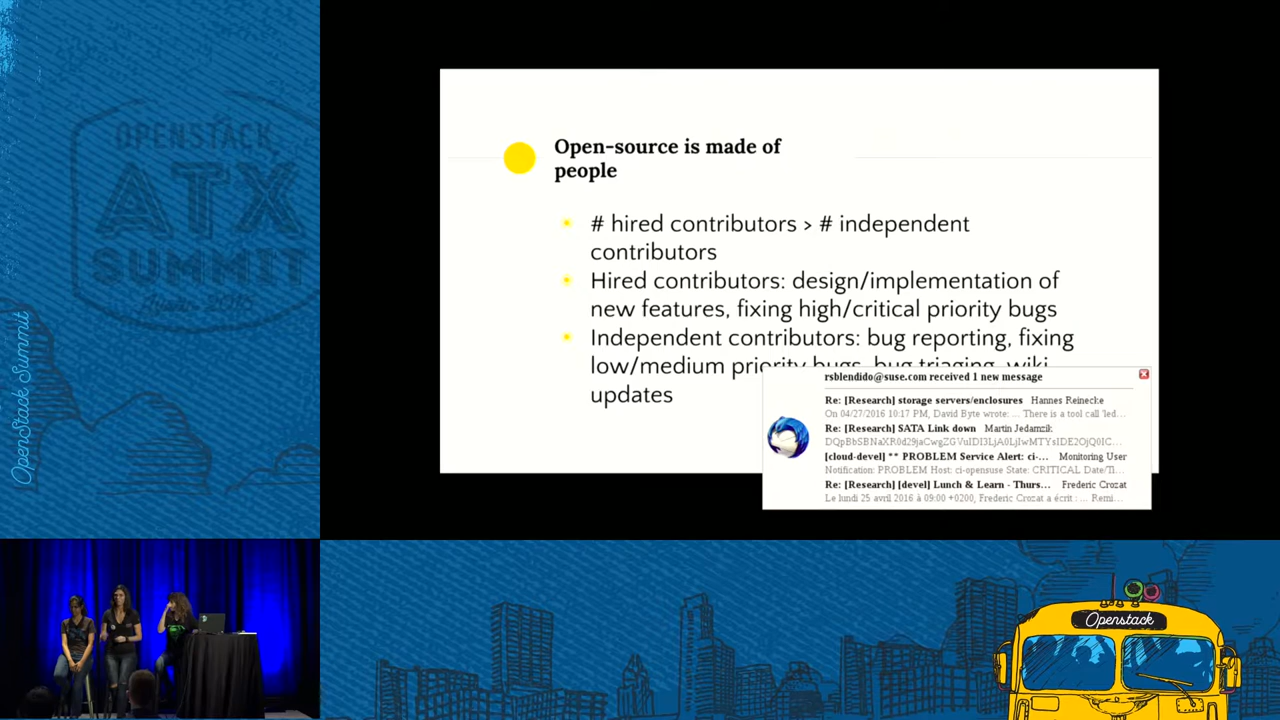 OPENSTACK
ATX
SUMMIT
OpenStack Summit
Open-source is made of
people
# hired contributors > # independent
contributors
Hired contributors: design/implementation of
new features, fixing high/critical priority bugs
Independent contributors: bug reporting, fixing
low/medium priority bugs, bug triaging, wiki
updates
rsblendido@suse.com received 1 new message
Re: [Research] storage servers/enclosures Hannes Reinecke
On 04/27/2016 10:17 PM, David Byte wrote: ... There is a tool call 'led...
Re: [Research] SATA Link down Martin Jedamzik
[cloud-devel] ** PROBLEM Service Alert: ci-... Monitoring User
Notification: PROBLEM Host: ci-opensuse State: CRITICAL Date/Ti...
Re: [Research] [devel] Lunch & Learn - Thurs... Frederic Crozat
Le lundi 25 avril 2016 à 09:00 +0200, Frederic Crozat a écrit : ... Remi...
Openstack